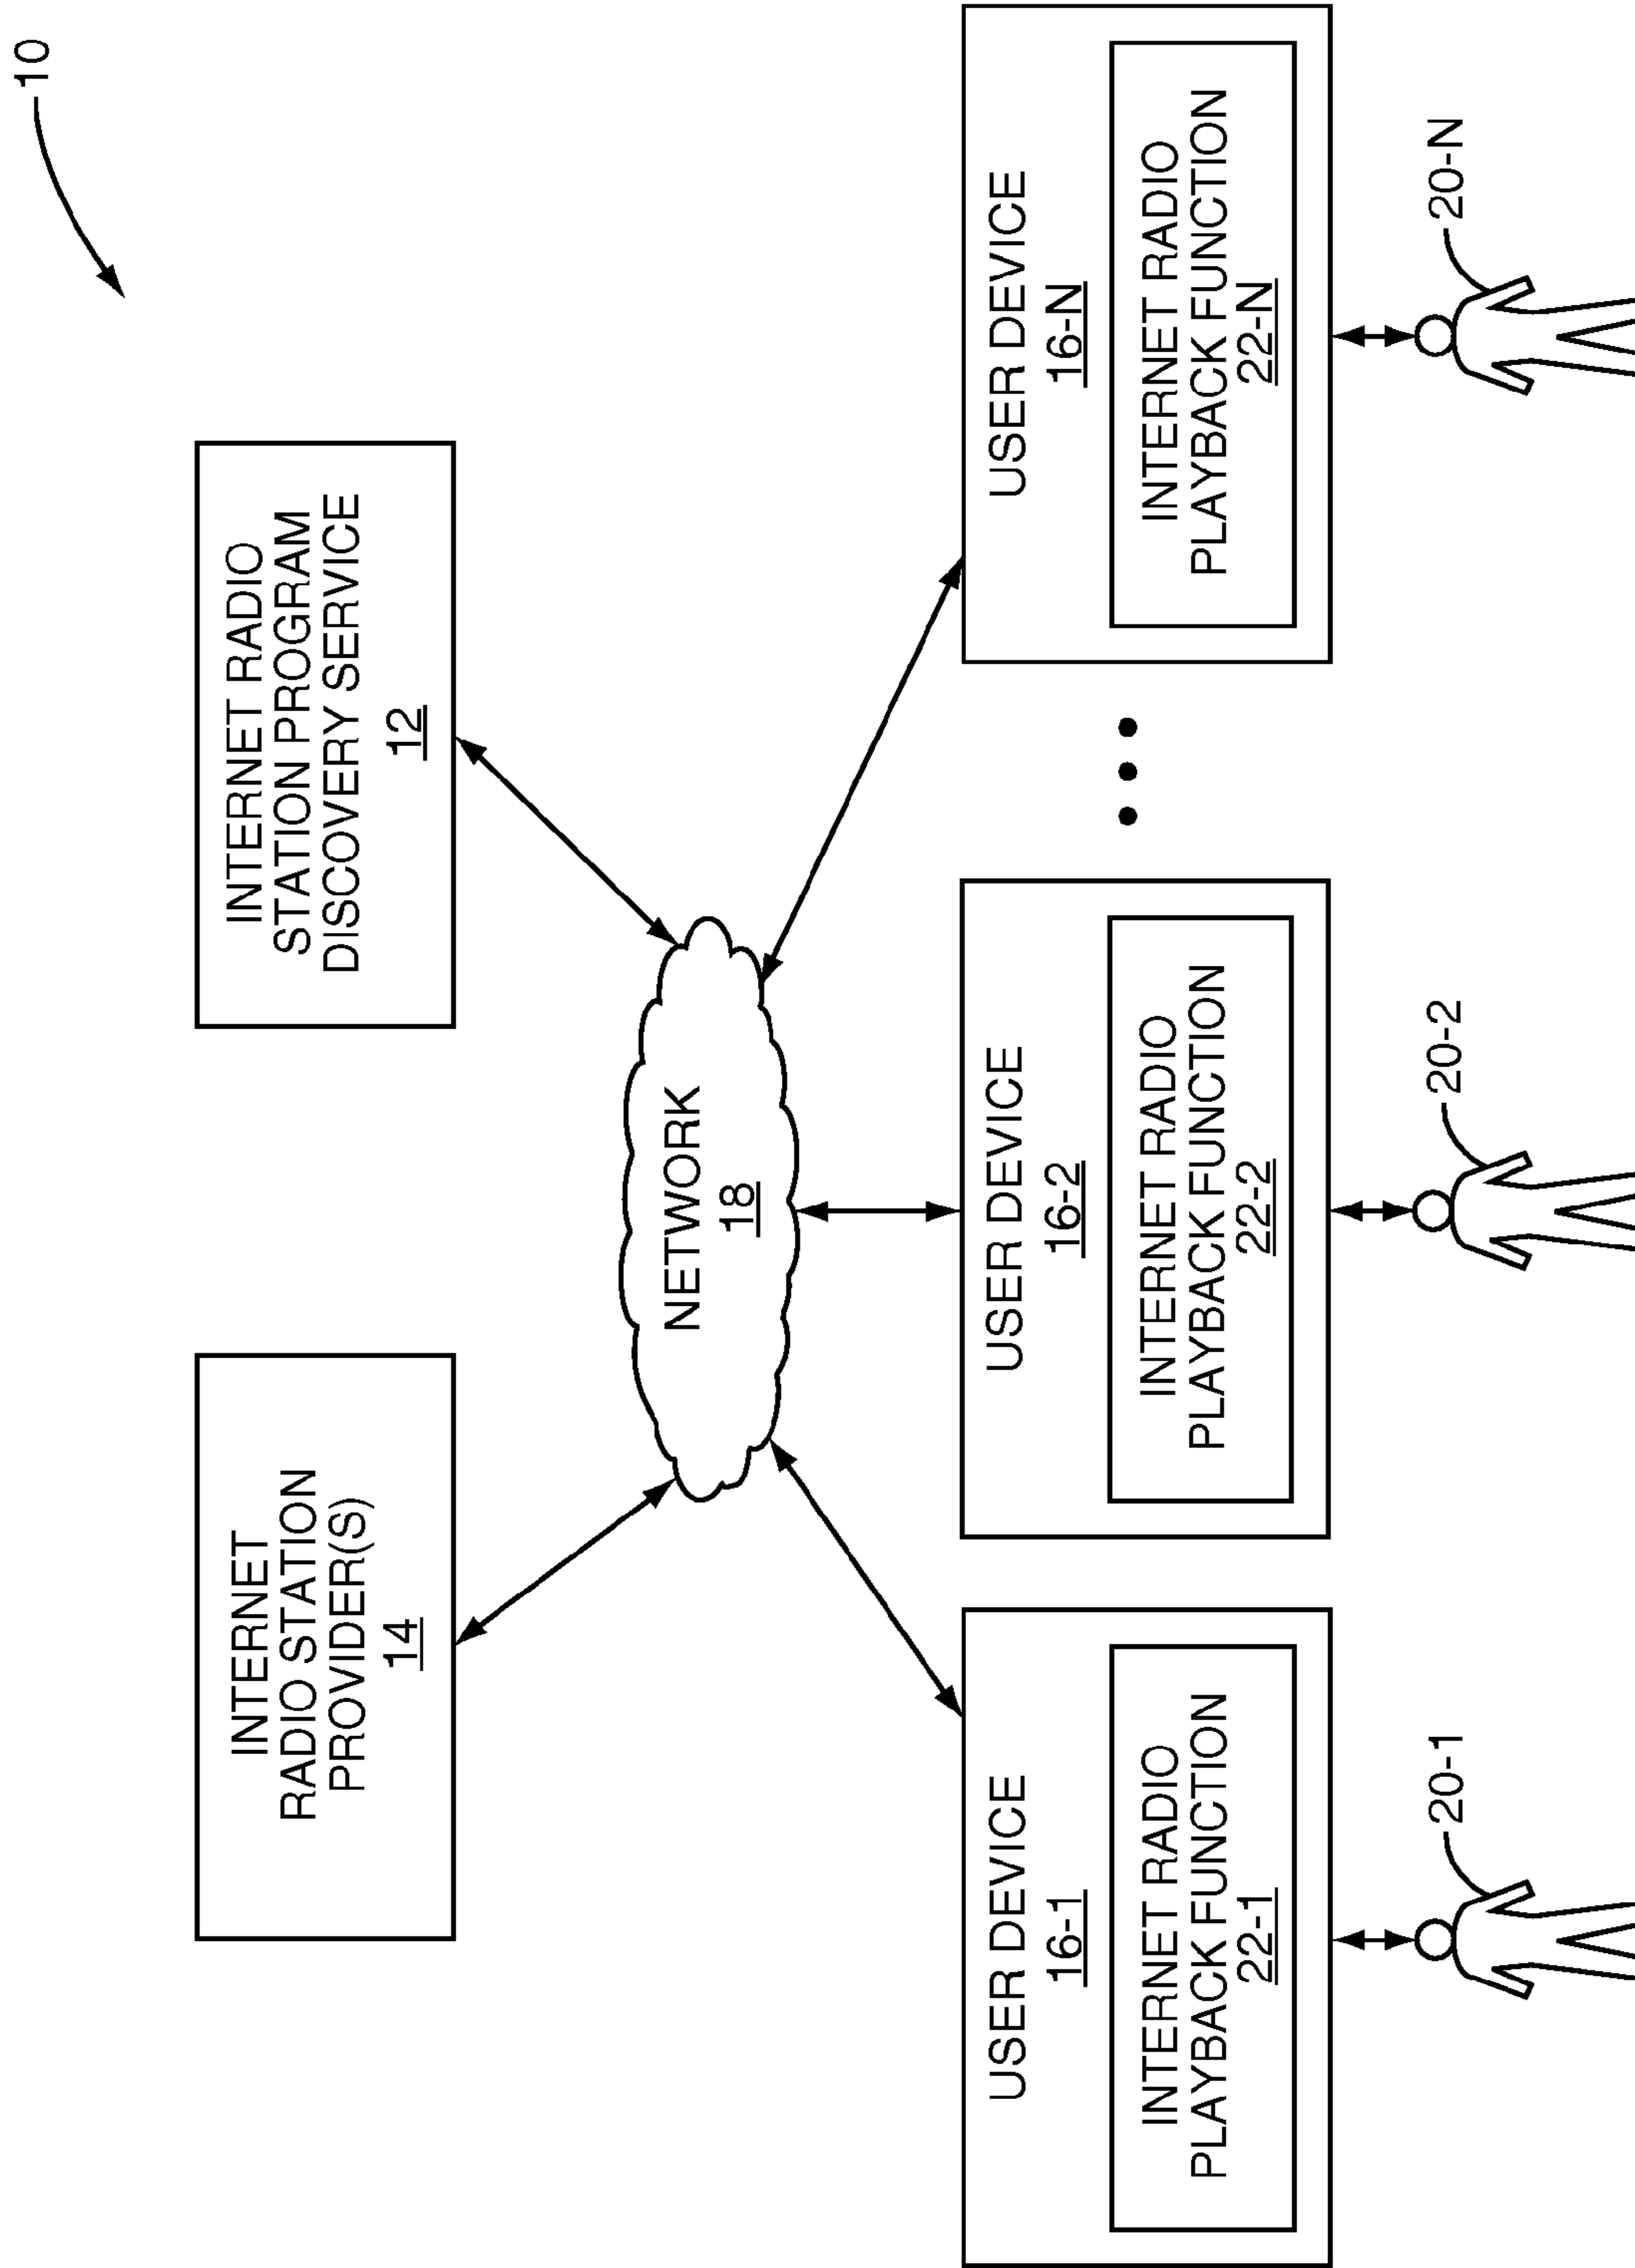 10
INTERNET
RADIO STATION
PROVIDER(S)
14
INTERNET RADIO
STATION PROGRAM
DISCOVERY SERVICE
12
NETWORK
18
USER DEVICE
16-1
INTERNET RADIO
PLAYBACK FUNCTION
22-1
USER DEVICE
16-2
INTERNET RADIO
PLAYBACK FUNCTION
22-2
USER DEVICE
16-N
INTERNET RADIO
PLAYBACK FUNCTION
22-N
20-1
20-2
20-N